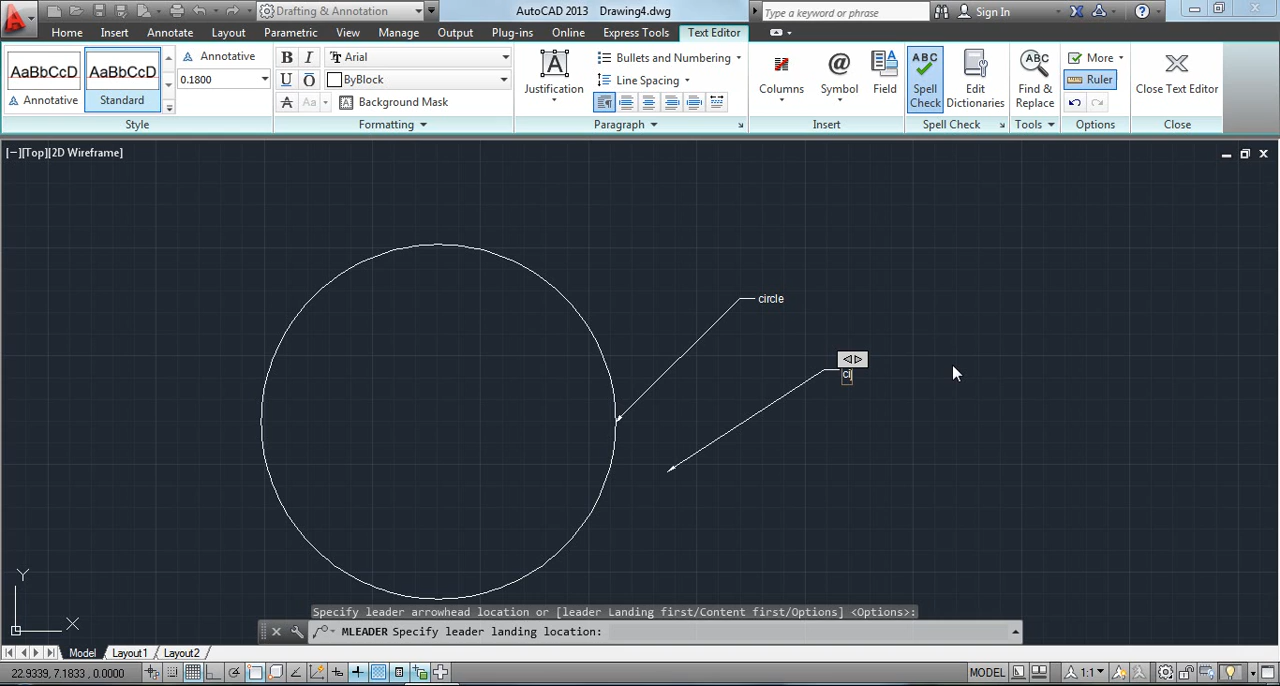 Drafting & Annotation
AutoCAD 2013 Drawing4.dwg
Type a keyword or phrase
Sign In
Home Insert Annotate Layout Parametric View Manage Output Plug-ins Online Express Tools Text Editor
AaBbCcD AaBbCcD
Annotative
0.1800
Annotative Standard
Style
B I Arial
U O ByBlock
A Aa Background Mask
Formatting
Justification
Bullets and Numbering
Line Spacing
Paragraph
Columns
@
Symbol
Field
Insert
ABC
Spell
Check
Edit
Dictionaries
Spell Check
ABC
Find &
Replace
Tools
More
Ruler
Options
Close Text Editor
Close
[−][Top][2D Wireframe]
circle
ci
Y
X
Specify leader arrowhead location or [leader Landing first/Content first/Options] <Options>:
MLEADER Specify leader landing location:
Model Layout1 Layout2
22.9339, 7.1833 , 0.0000
MODEL
1:1